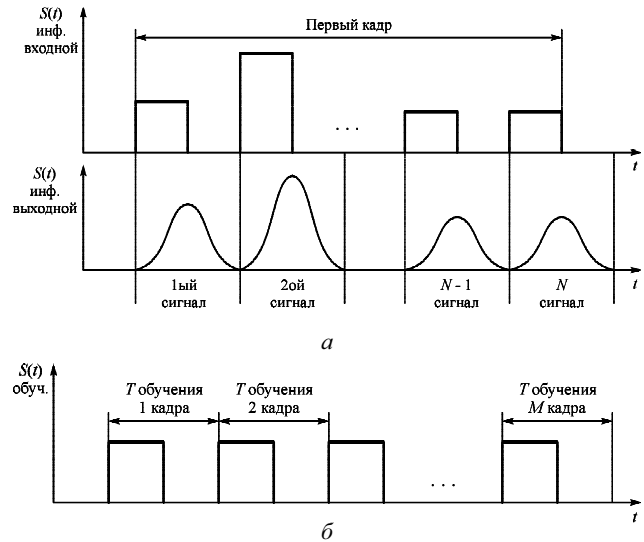 S(t)
инф.
входной
Первый кадр
. . .
t
S(t)
инф.
выходной
1ый
сигнал
2ой
сигнал
N - 1
сигнал
N
сигнал
t
а
S(t)
обуч.
T обучения
1 кадра
T обучения
2 кадра
T обучения
M кадра
. . .
t
б